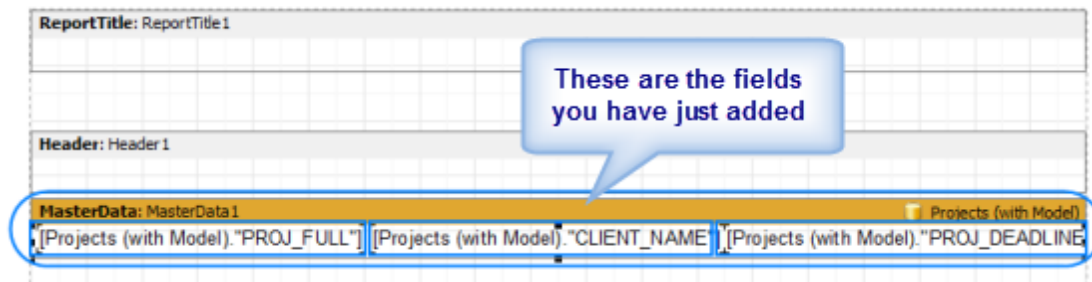 ReportTitle: ReportTitle1
These are the fields
you have just added
Header: Header1
MasterData: MasterData1 Projects (with Model)
[Projects (with Model)."PROJ_FULL"] [Projects (with Model)."CLIENT_NAME" [Projects (with Model)."PROJ_DEADLINE